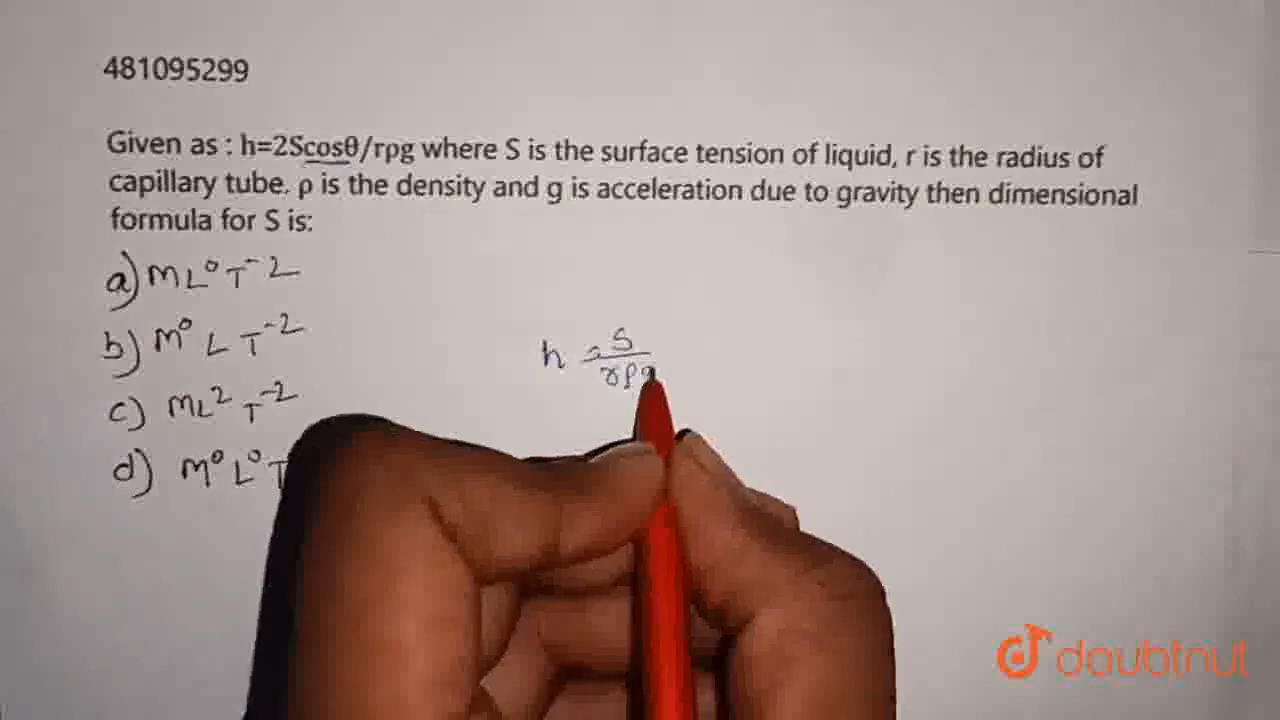 481095299
Given as : h=2Scosθ/rρg where S is the surface tension of liquid, r is the radius of
capillary tube. ρ is the density and g is acceleration due to gravity then dimensional
formula for S is:
a) ML⁰T⁻²
b) M⁰LT⁻²
c) ML²T⁻²
d) M⁰L⁰T
h = S/rρg
doubtnut